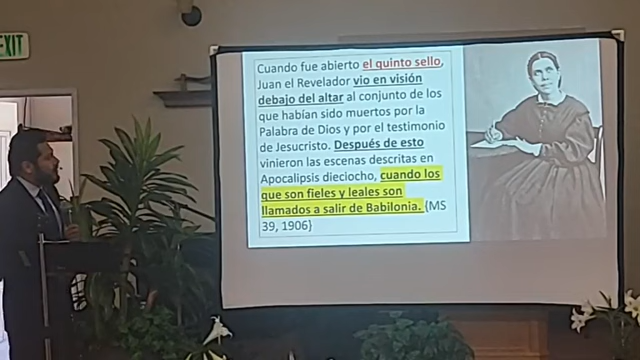 EXIT
Cuando fue abierto el quinto sello,
Juan el Revelador vio en visión
debajo del altar al conjunto de los
que habían sido muertos por la
Palabra de Dios y por el testimonio
de Jesucristo. Después de esto
vinieron las escenas descritas en
Apocalipsis dieciocho, cuando los
que son fieles y leales son
llamados a salir de Babilonia. (MS
39, 1906)